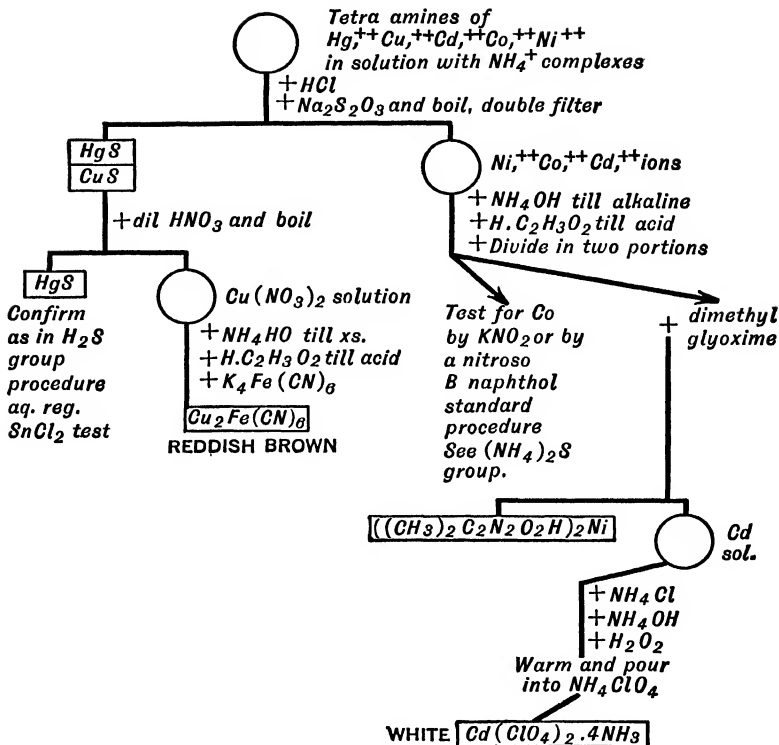 Tetra amines of
Hg,++Cu,++Cd,++Co,++Ni++
in solution with NH4+ complexes
+HCl
+Na2S2O3 and boil, double filter
HgS
CuS
Ni,++Co,++Cd,++ions
+NH4OH till alkaline
+H.C2H3O2 till acid
+Divide in two portions
+dil HNO3 and boil
HgS
Confirm
as in H2S
group
procedure
aq. reg.
SnCl2 test
Cu(NO3)2 solution
+NH4HO till xs.
+H.C2H3O2 till acid
+K4Fe(CN)6
Cu2Fe(CN)6
REDDISH BROWN
Test for Co
by KNO2 or by
a nitroso
B naphthol
standard
procedure
See (NH4)2S
group.
+ dimethyl
glyoxime
((CH3)2 C2N2 O2H)2Ni
Cd
sol.
+NH4Cl
+NH4OH
+H2O2
Warm and pour
into NH4ClO4
WHITE Cd(ClO4)2.4NH3